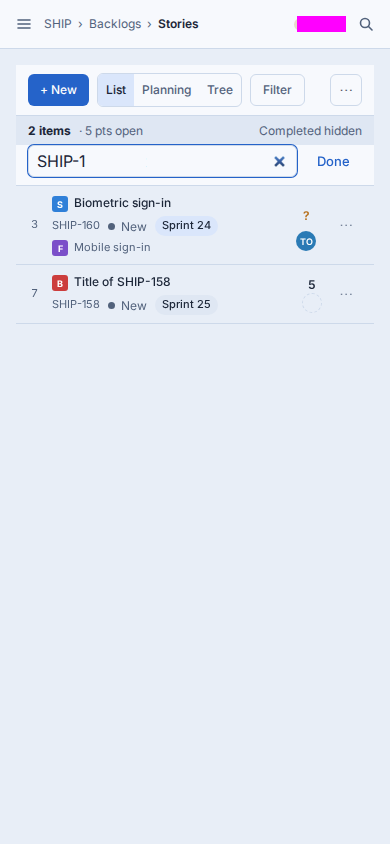 SHIP › Backlogs › Stories
+ New List Planning Tree Filter ...
2 items · 5 pts open Completed hidden
SHIP-1 Done
S Biometric sign-in
3 SHIP-160 New Sprint 24 ? ...
F Mobile sign-in TO
B Title of SHIP-158 5
7 SHIP-158 New Sprint 25 ...